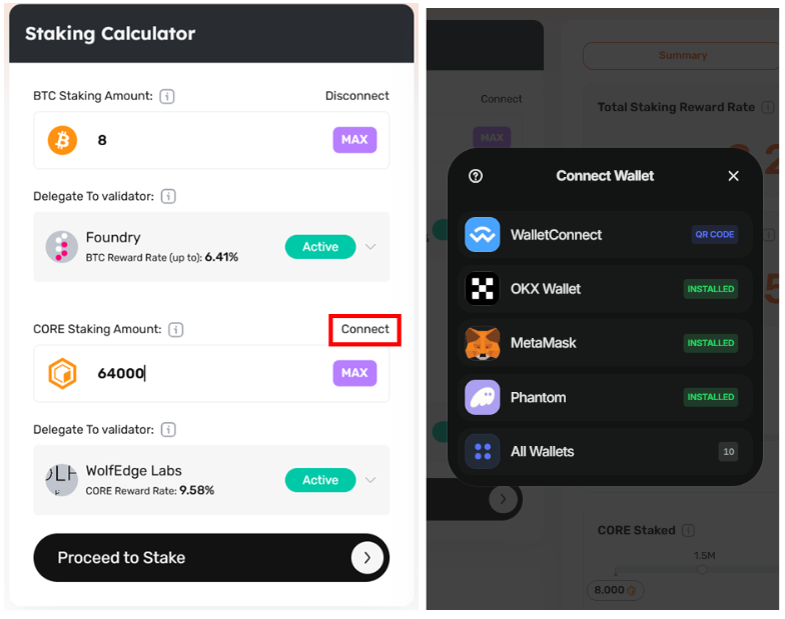 Staking Calculator
BTC Staking Amount:
Disconnect
8
MAX
Delegate To validator:
Foundry
BTC Reward Rate (up to): 6.41%
Active
CORE Staking Amount:
Connect
64000
MAX
Delegate To validator:
WolfEdge Labs
CORE Reward Rate: 9.58%
Active
Proceed to Stake
Summary
Connect
Total Staking Reward Rate
MAX
Connect Wallet
WalletConnect
QR CODE
OKX Wallet
INSTALLED
MetaMask
INSTALLED
Phantom
INSTALLED
All Wallets
10
CORE Staked
1.5M
8.000